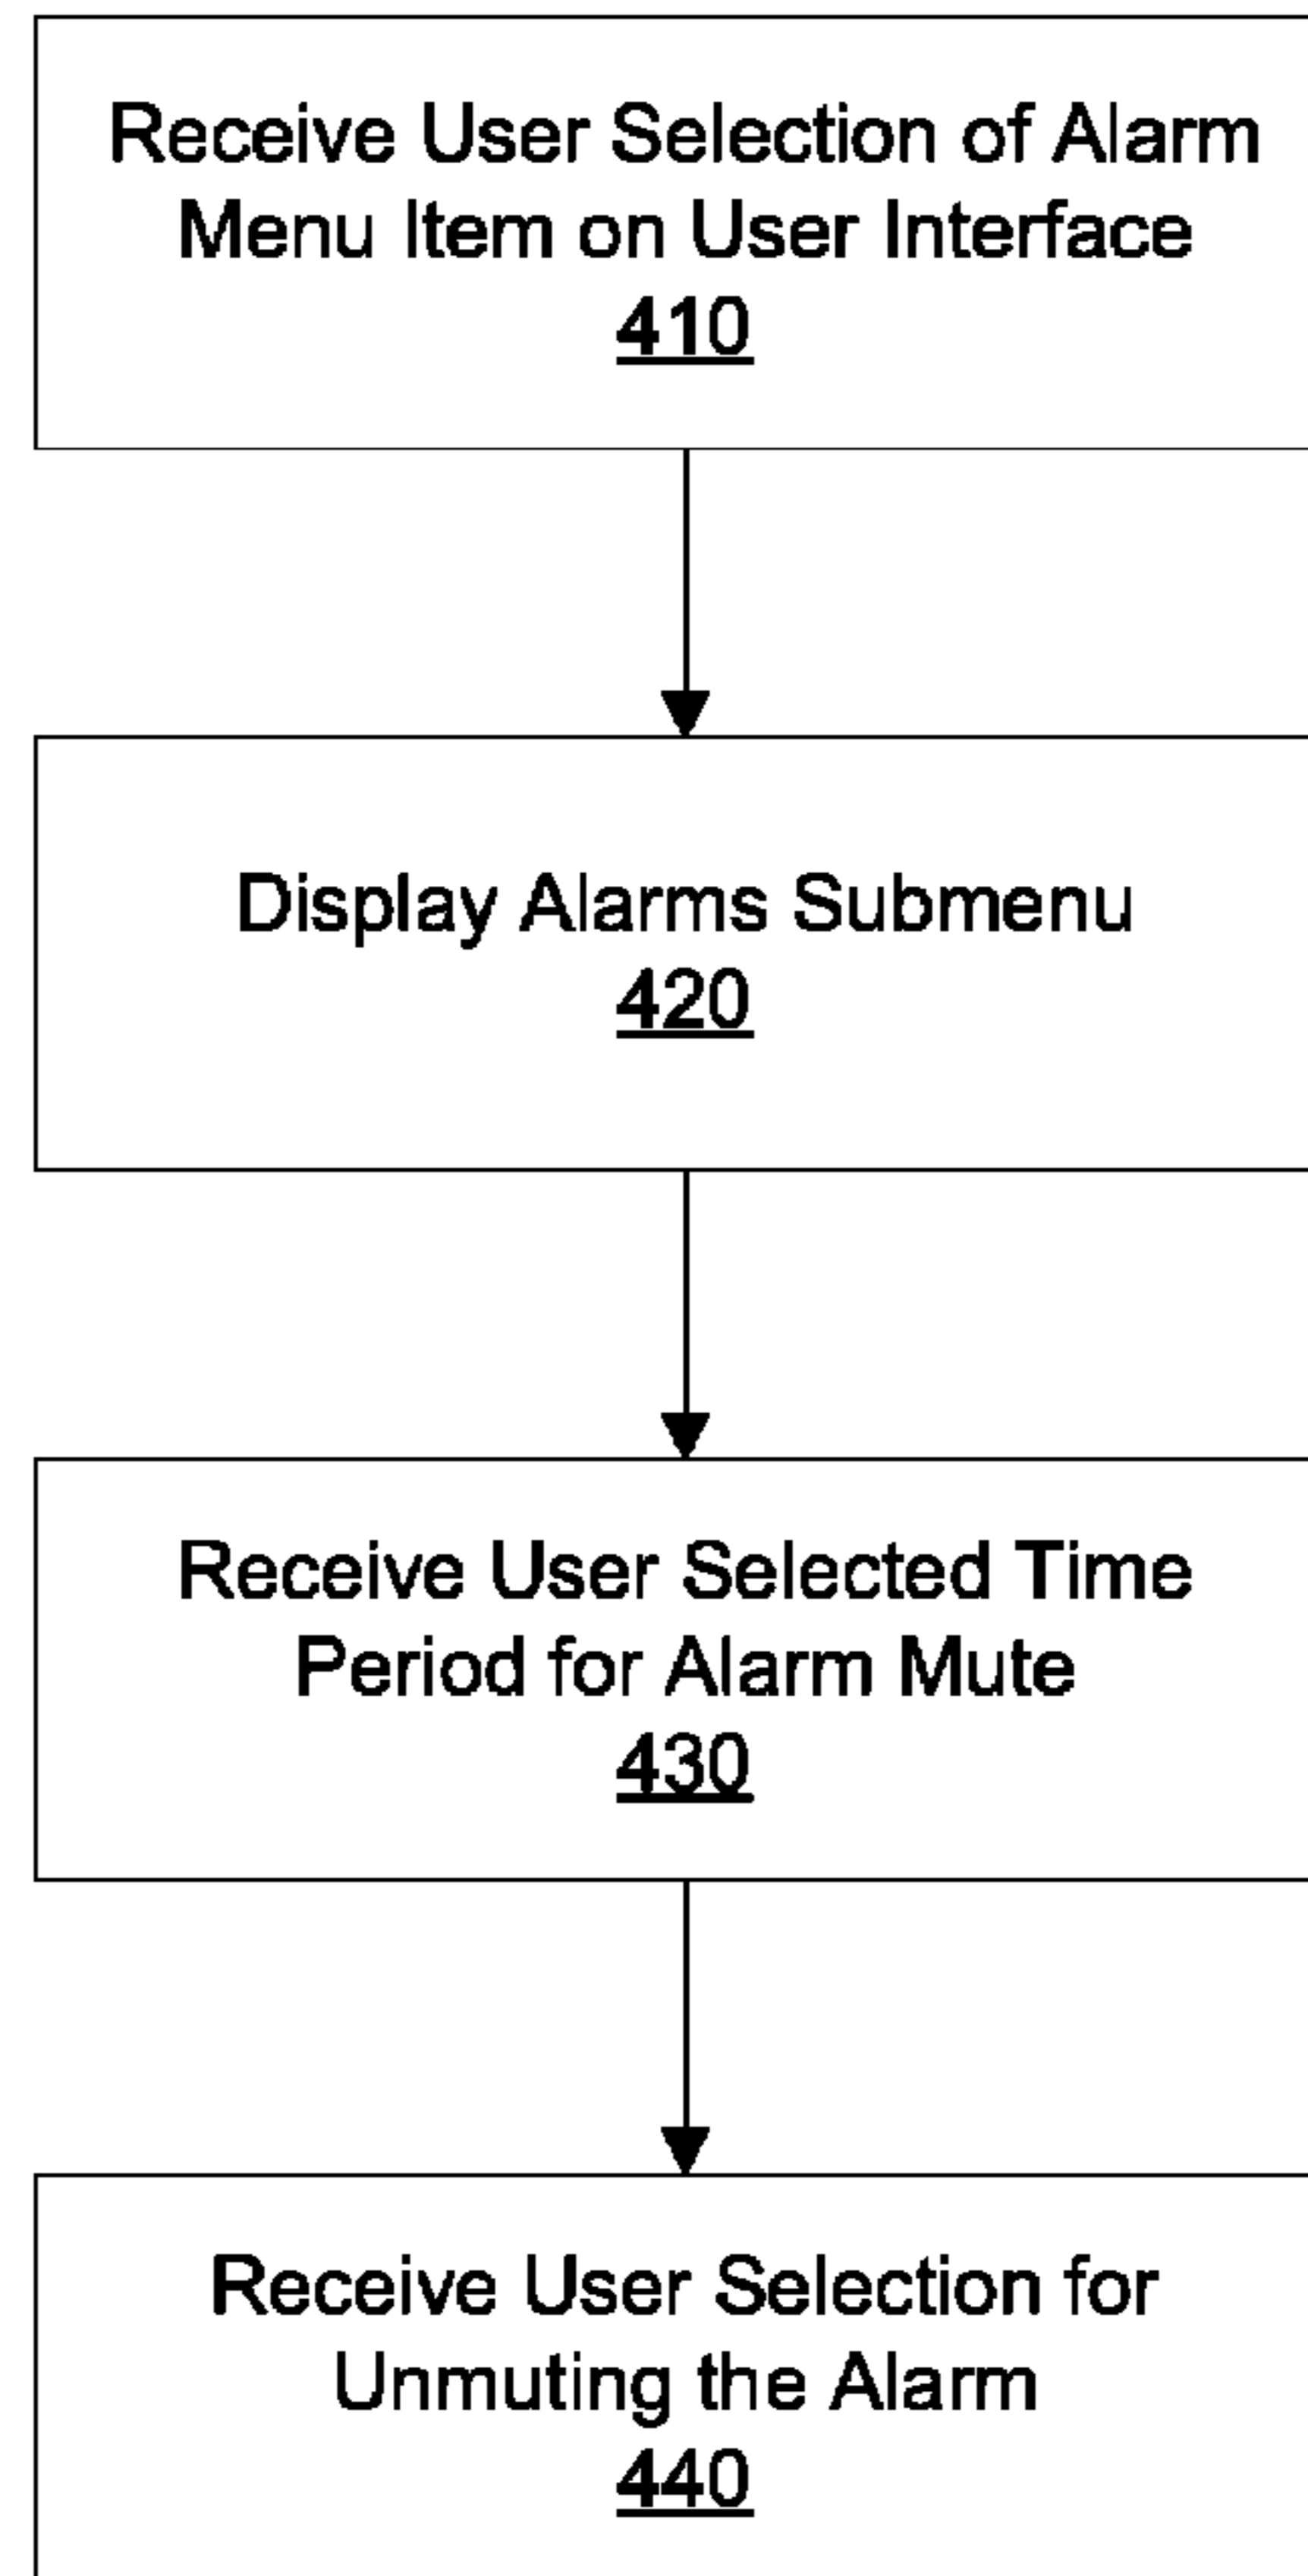 Receive User Selection of Alarm
Menu Item on User Interface
410
Display Alarms Submenu
420
Receive User Selected Time
Period for Alarm Mute
430
Receive User Selection for
Unmuting the Alarm
440